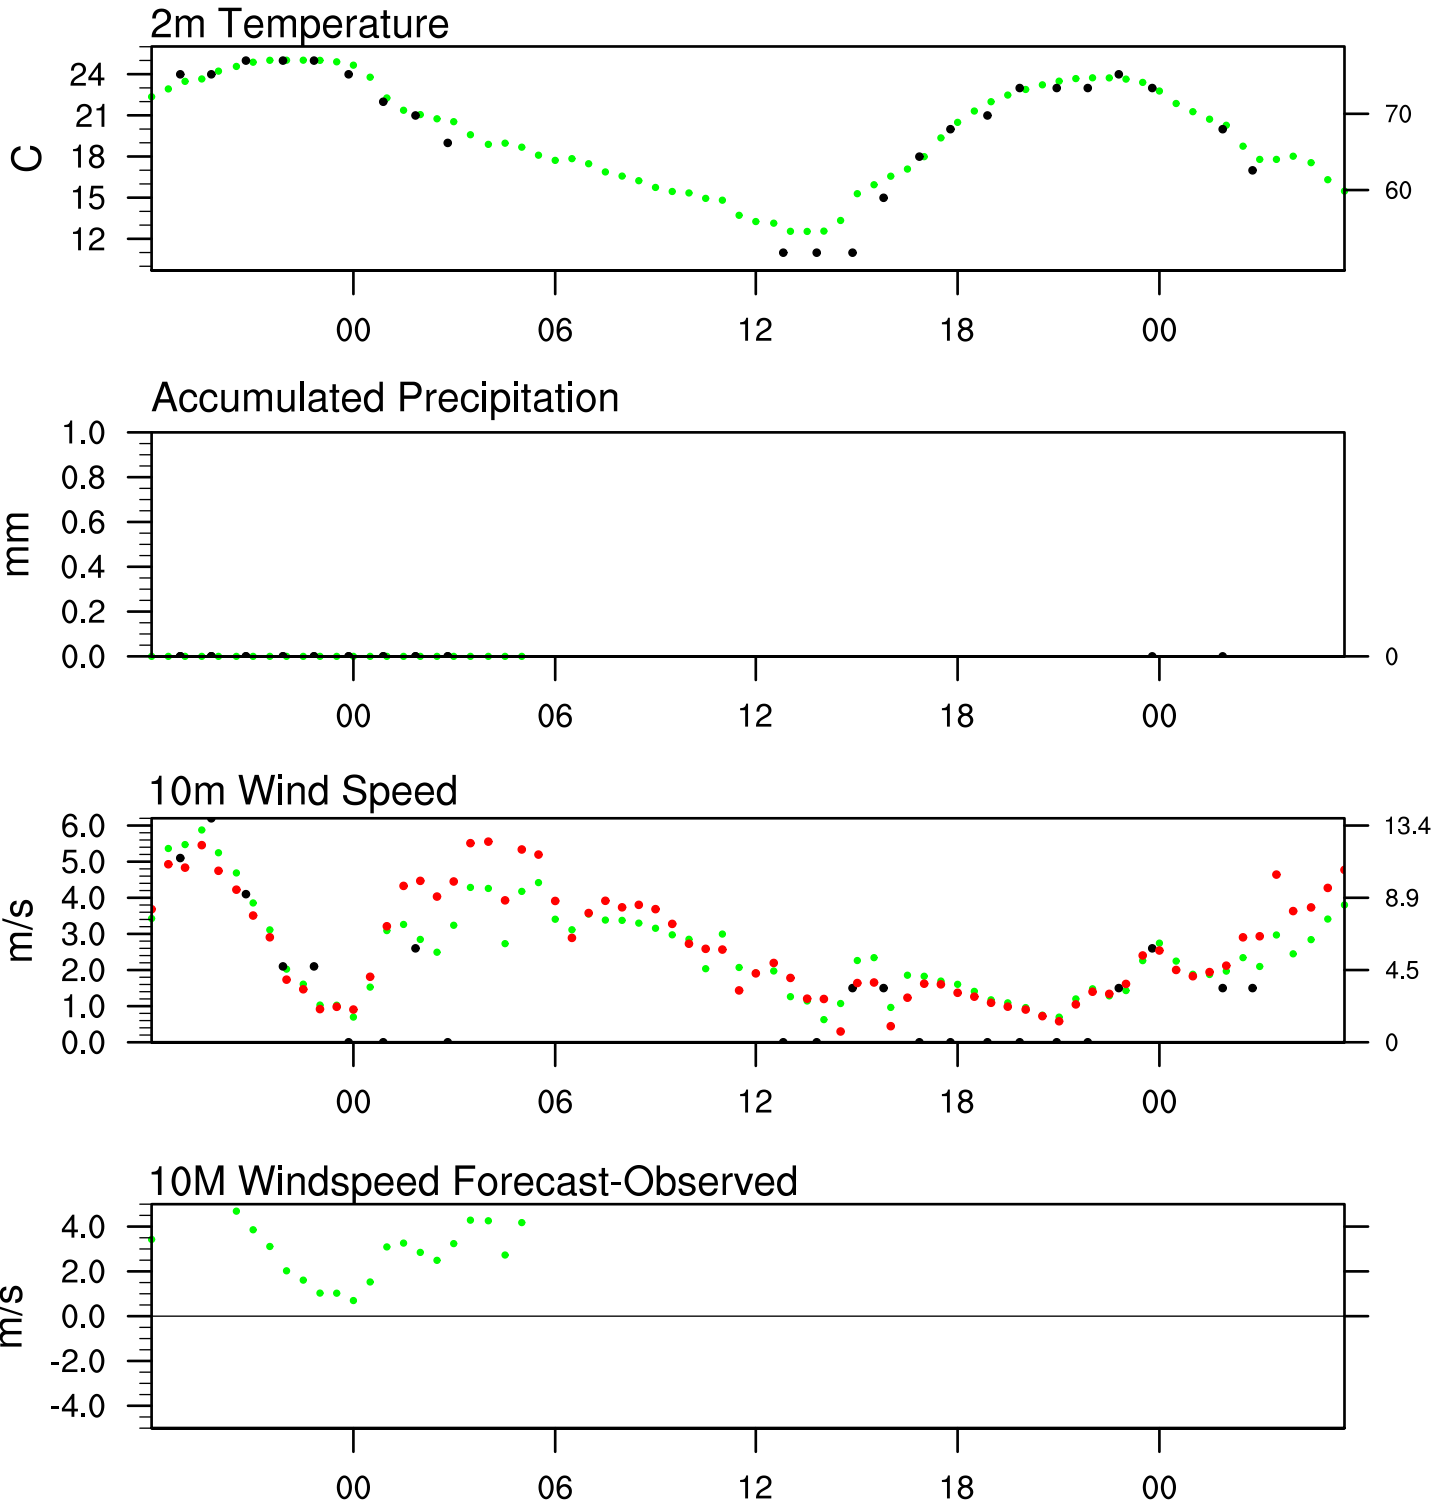 2m Temperature
24
21
18
15
12
C
70
60
00 06 12 18 00
Accumulated Precipitation
1.0
0.8
0.6
0.4
0.2
0.0
mm
0
00 06 12 18 00
10m Wind Speed
6.0
5.0
4.0
3.0
2.0
1.0
0.0
m/s
13.4
8.9
4.5
0
00 06 12 18 00
10M Windspeed Forecast-Observed
4.0
2.0
0.0
-2.0
-4.0
m/s
00 06 12 18 00